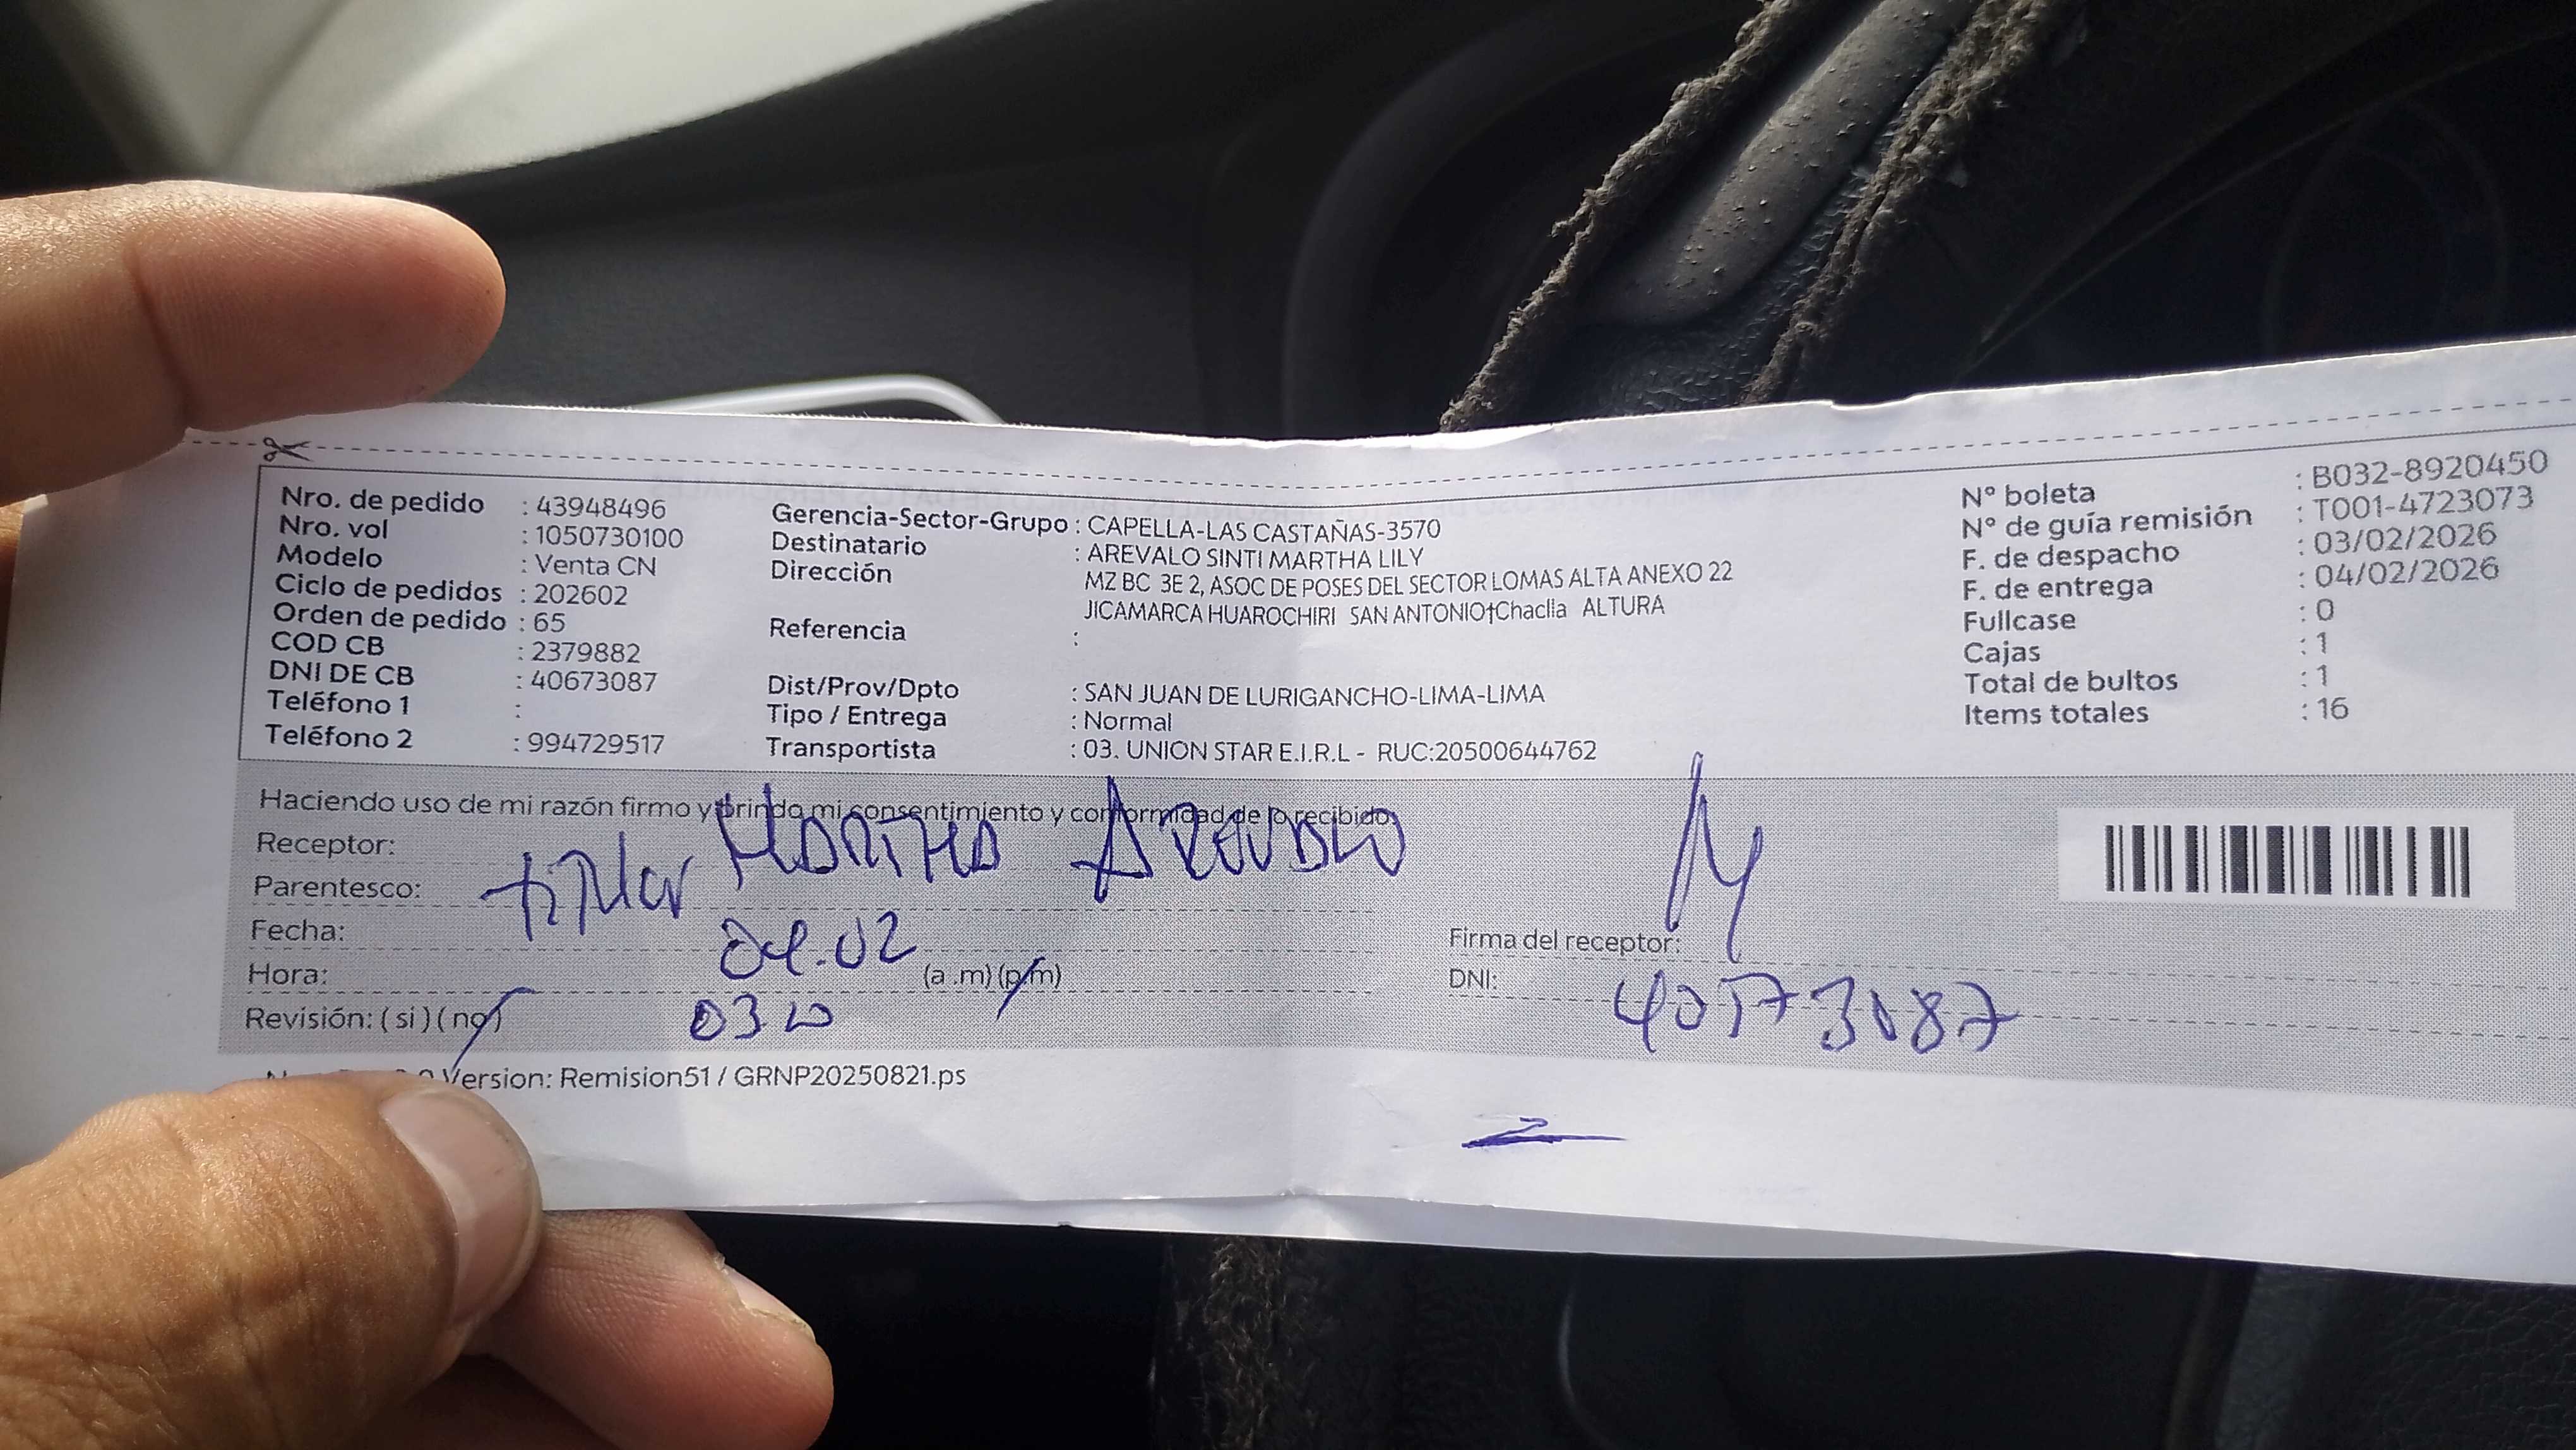 Nro. de pedido : 43948496
Nro. vol : 1050730100
Modelo : Venta CN
Ciclo de pedidos : 202602
Orden de pedido : 65
COD CB : 2379882
DNI DE CB : 40673087
Teléfono 1 :
Teléfono 2 : 994729517
Gerencia-Sector-Grupo : CAPELLA-LAS CASTAÑAS-3570
Destinatario : AREVALO SINTI MARTHA LILY
Dirección MZ BC 3E 2, ASOC DE POSES DEL SECTOR LOMAS ALTA ANEXO 22
JICAMARCA HUAROCHIRI SAN ANTONIO†Chaclla ALTURA
Referencia :
Dist/Prov/Dpto : SAN JUAN DE LURIGANCHO-LIMA-LIMA
Tipo / Entrega : Normal
Transportista : 03. UNION STAR E.I.R.L - RUC:20500644762
N° boleta : B032-8920450
N° de guía remisión : T001-4723073
F. de despacho : 03/02/2026
F. de entrega : 04/02/2026
Fullcase : 0
Cajas : 1
Total de bultos : 1
Items totales : 16
Haciendo uso de mi razón firmo y brindo mi consentimiento y conformidad de lo recibido
Receptor: Martha Arevalo
Parentesco: titular
Fecha: 04.02
Hora: (a .m) (p.m)
Revisión: ( si ) ( no )
Firma del receptor:
DNI:
Version: Remision51 / GRNP20250821.ps